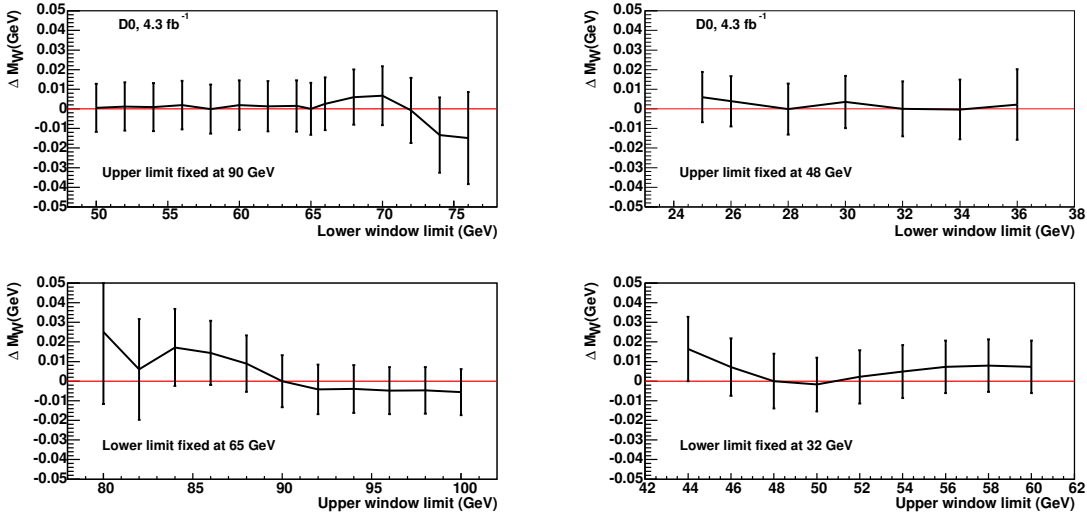 Δ M_W(GeV)
0.05
0.04
0.03
0.02
0.01
0
-0.01
-0.02
-0.03
-0.04
-0.05
D0, 4.3 fb⁻¹
Upper limit fixed at 90 GeV
50 55 60 65 70 75
Lower window limit (GeV)
Δ M_W(GeV)
0.05
0.04
0.03
0.02
0.01
0
-0.01
-0.02
-0.03
-0.04
-0.05
D0, 4.3 fb⁻¹
Upper limit fixed at 48 GeV
24 26 28 30 32 34 36 38
Lower window limit (GeV)
Δ M_W(GeV)
0.05
0.04
0.03
0.02
0.01
0
-0.01
-0.02
-0.03
-0.04
-0.05
Lower limit fixed at 65 GeV
80 85 90 95 100
Upper window limit (GeV)
Δ M_W(GeV)
0.05
0.04
0.03
0.02
0.01
0
-0.01
-0.02
-0.03
-0.04
-0.05
Lower limit fixed at 32 GeV
42 44 46 48 50 52 54 56 58 60 62
Upper window limit (GeV)